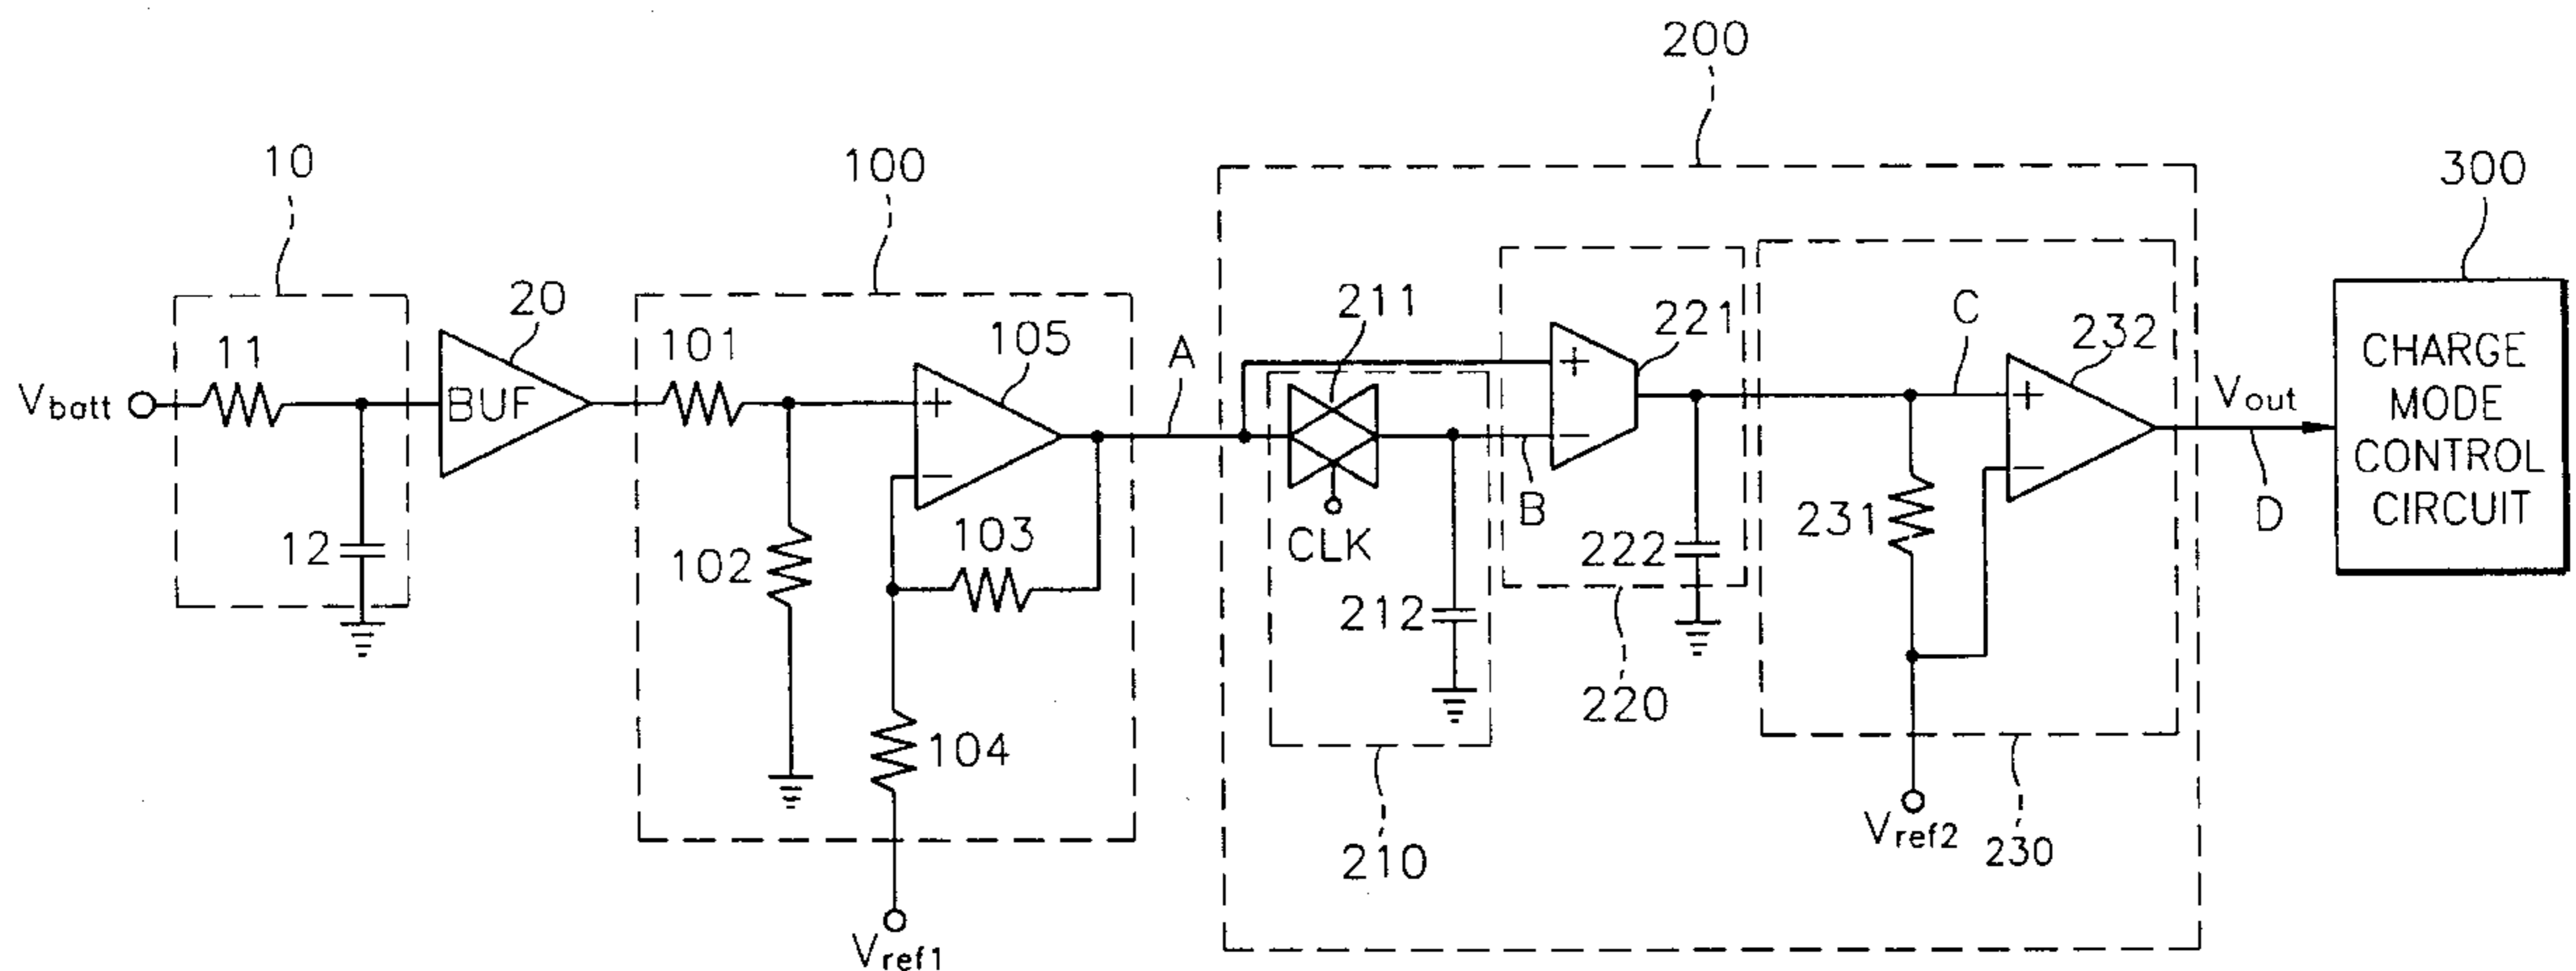 200
10
100
300
20
211
221
C
232
11
101
105
A
CHARGE
MODE
CONTROL
CIRCUIT
Vbatt
BUF
+
+
+
Vout
−
−
−
B
D
CLK
231
12
102
103
222
212
104
220
210
Vref2
230
Vref1